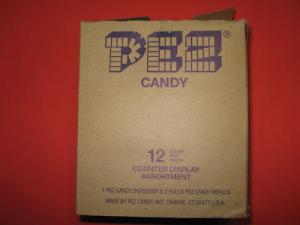 PEZ®
CANDY
12
COUNTER DISPLAY
ASSORTMENT
1 PEZ CANDY DISPENSER & 2 ROLLS PEZ CANDY REFILLS
MADE BY PEZ CANDY, INC., ORANGE, CT 06477 U.S.A.